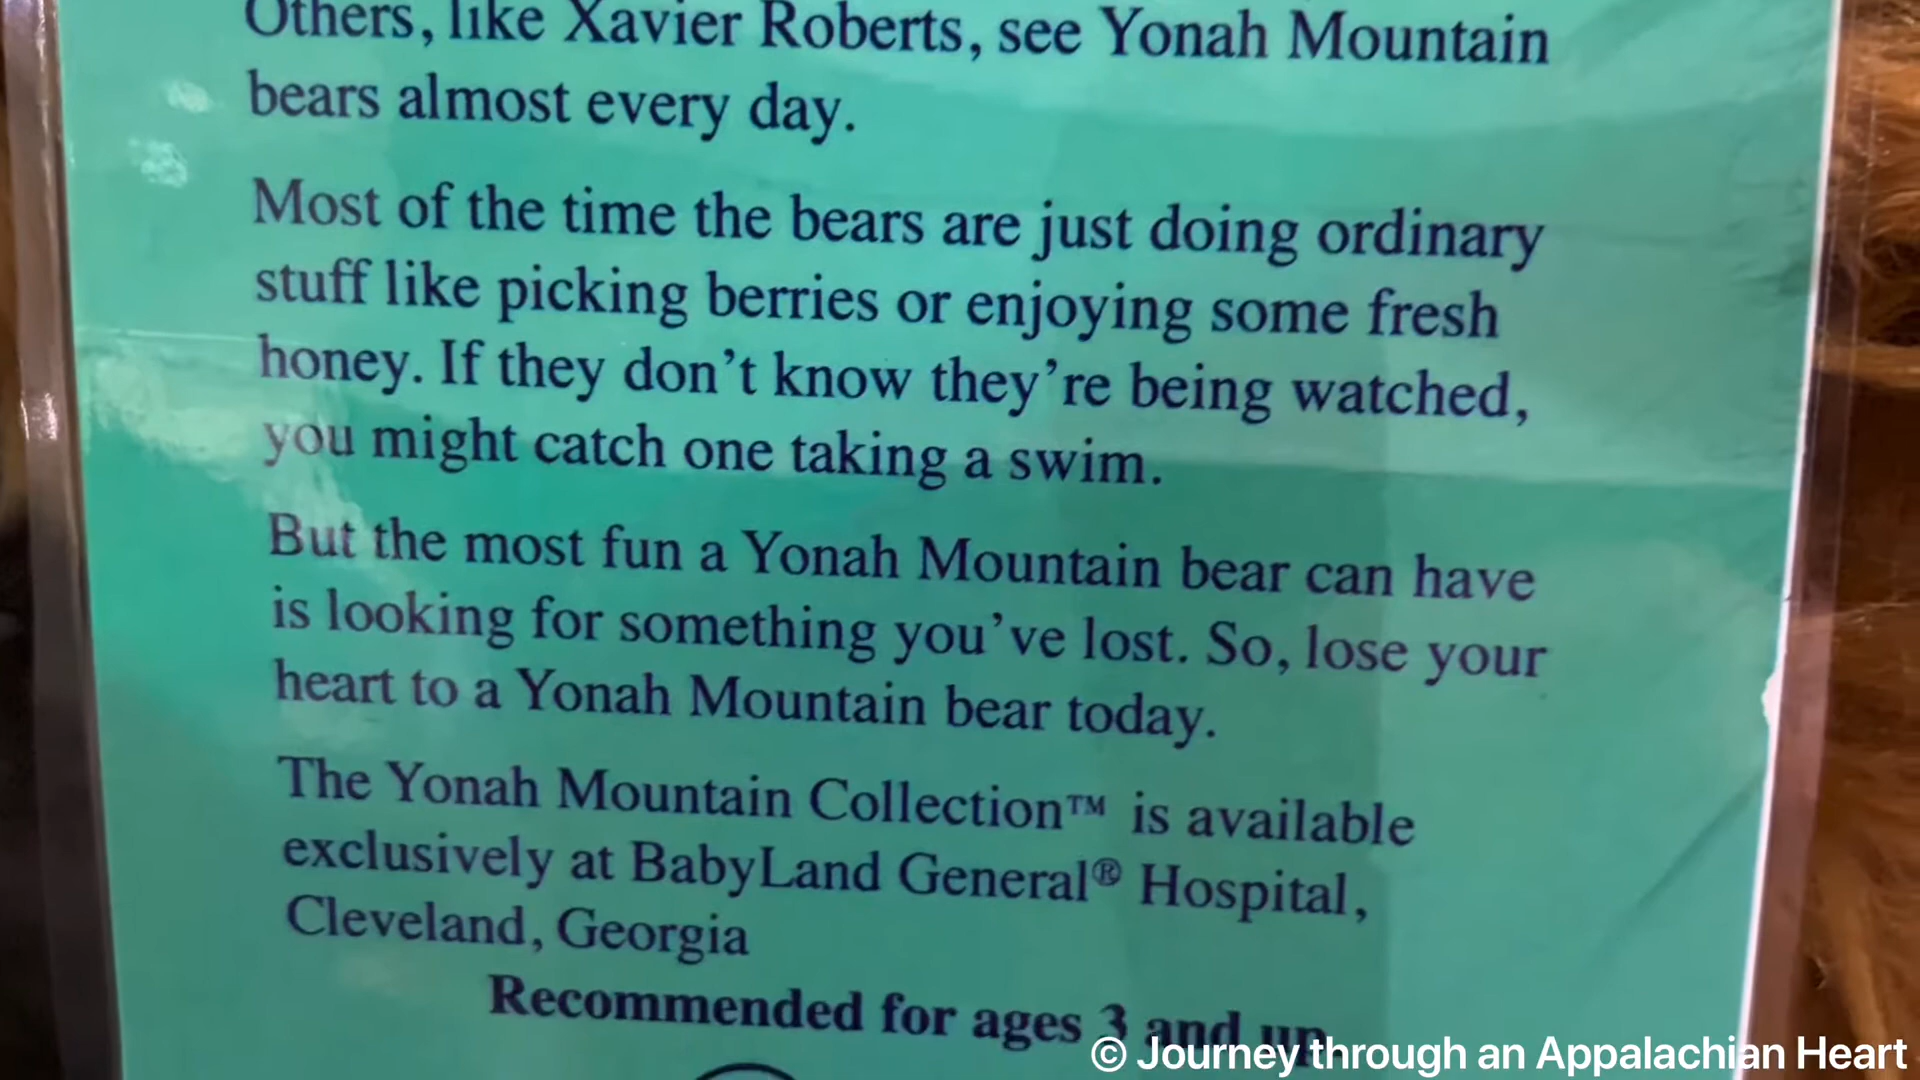 Others, like Xavier Roberts, see Yonah Mountain
bears almost every day.
Most of the time the bears are just doing ordinary
stuff like picking berries or enjoying some fresh
honey. If they don't know they're being watched,
you might catch one taking a swim.
But the most fun a Yonah Mountain bear can have
is looking for something you've lost. So, lose your
heart to a Yonah Mountain bear today.
The Yonah Mountain Collection™ is available
exclusively at BabyLand General® Hospital,
Cleveland, Georgia
Recommended for ages 3 and up.
© Journey through an Appalachian Heart